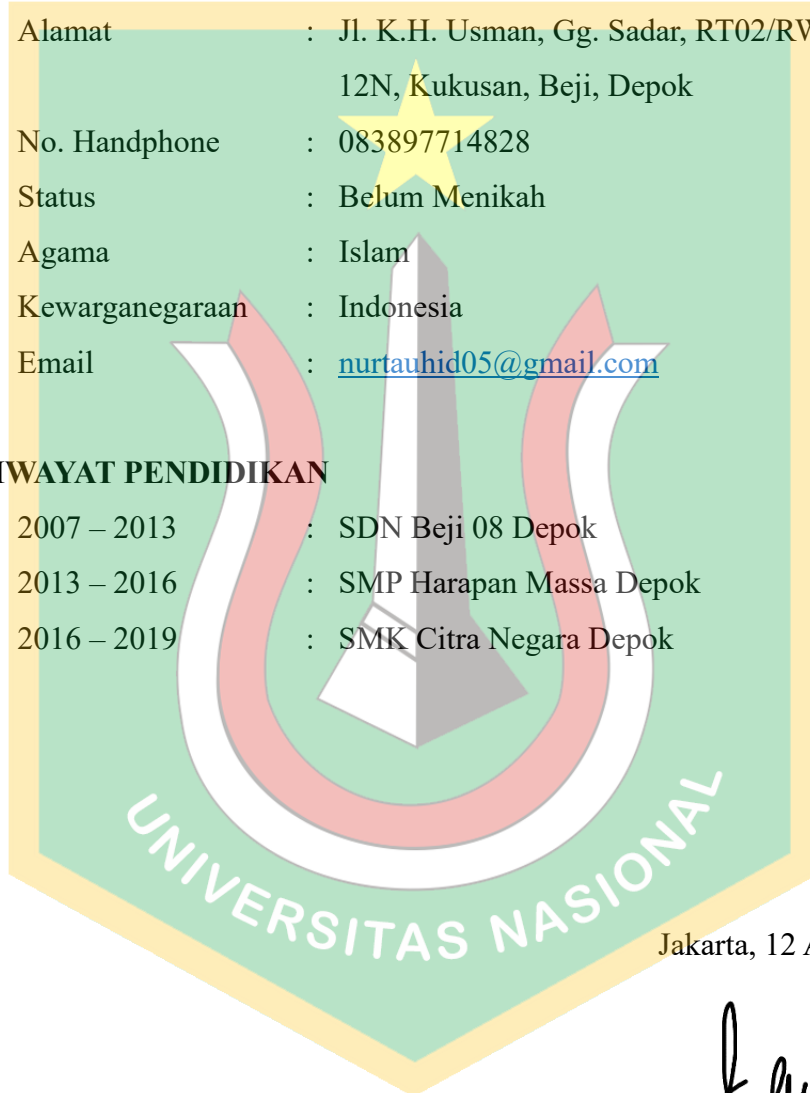 Alamat : Jl. K.H. Usman, Gg. Sadar, RT02/RW
12N, Kukusan, Beji, Depok
No. Handphone : 083897714828
Status : Belum Menikah
Agama : Islam
Kewarganegaraan : Indonesia
Email : nurtauhid05@gmail.com
IWAYAT PENDIDIKAN
2007 – 2013 : SDN Beji 08 Depok
2013 – 2016 : SMP Harapan Massa Depok
2016 – 2019 : SMK Citra Negara Depok
UNIVERSITAS NASIONAL
Jakarta, 12 A